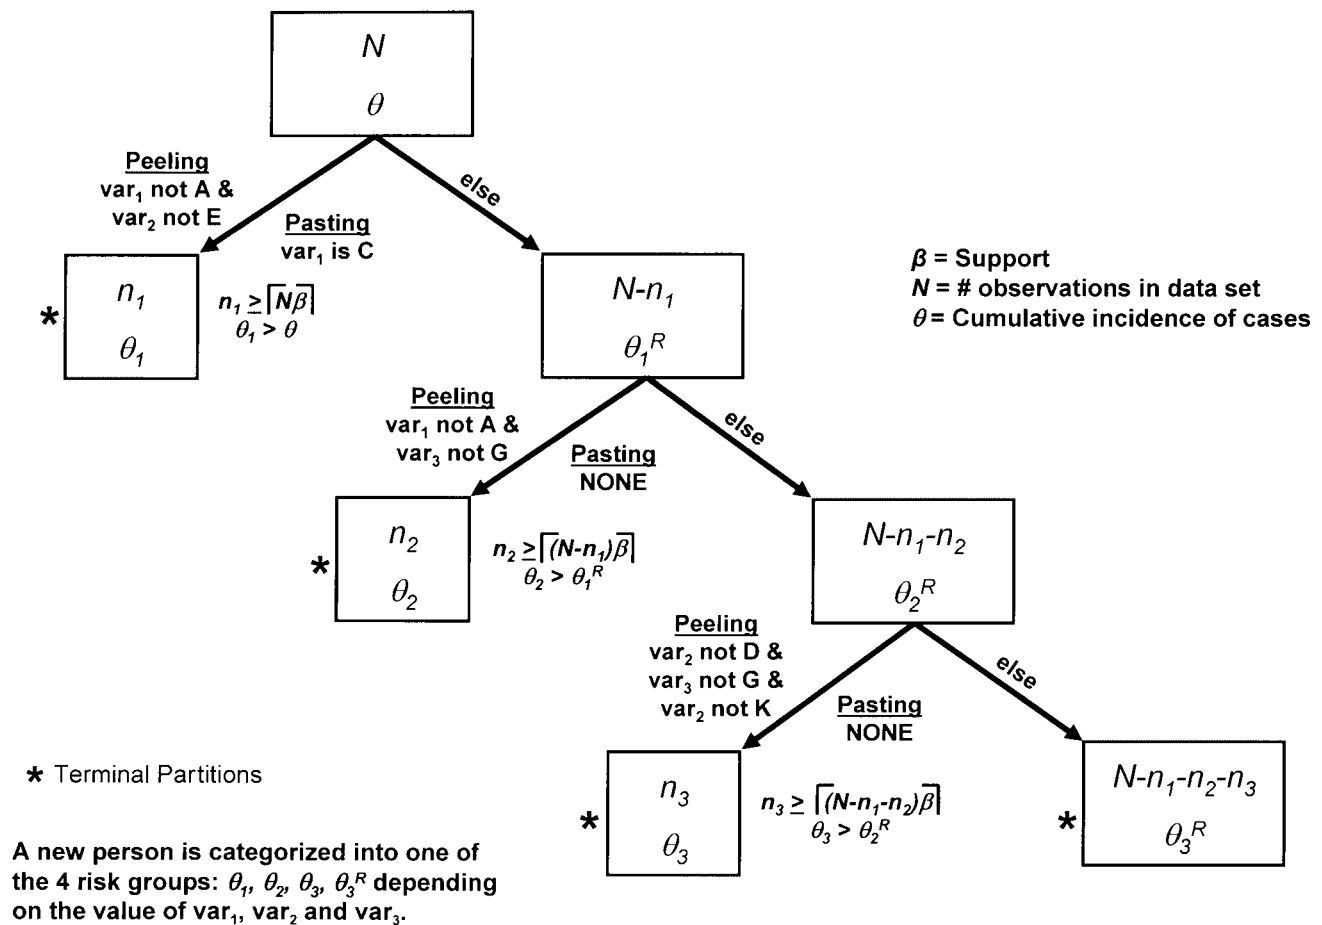 N
θ
Peeling
var₁ not A &
var₂ not E
else
Pasting
var₁ is C
n₁
θ₁
*
n₁ ≥ ⌈Nβ⌉
θ₁ > θ
N-n₁
θ₁ᴿ
β = Support
N = # observations in data set
θ = Cumulative incidence of cases
Peeling
var₁ not A &
var₃ not G
else
Pasting
NONE
n₂
θ₂
*
n₂ ≥ ⌈(N-n₁)β⌉
θ₂ > θ₁ᴿ
N-n₁-n₂
θ₂ᴿ
Peeling
var₂ not D &
var₃ not G &
var₂ not K
else
Pasting
NONE
n₃
θ₃
*
n₃ ≥ ⌈(N-n₁-n₂)β⌉
θ₃ > θ₂ᴿ
N-n₁-n₂-n₃
θ₃ᴿ
*
* Terminal Partitions
A new person is categorized into one of
the 4 risk groups: θ₁, θ₂, θ₃, θ₃ᴿ depending
on the value of var₁, var₂ and var₃.